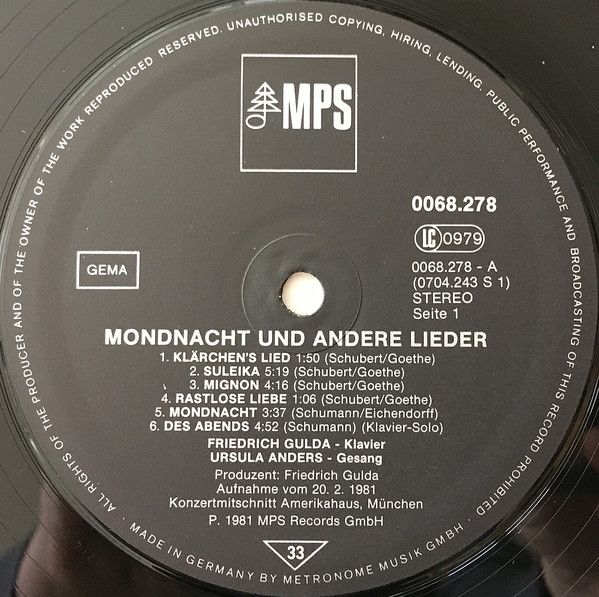 ALL RIGHTS OF THE PRODUCER AND OF THE OWNER OF THE WORK REPRODUCED RESERVED. UNAUTHORISED COPYING, HIRING, LENDING, PUBLIC PERFORMANCE AND BROADCASTING OF THIS RECORD PROHIBITED
MPS
0068.278
LC 0979
GEMA
0068.278 - A
(0704.243 S 1)
STEREO
Seite 1
MONDNACHT UND ANDERE LIEDER
1. KLÄRCHEN'S LIED 1:50 (Schubert/Goethe)
2. SULEIKA 5:19 (Schubert/Goethe)
3. MIGNON 4:16 (Schubert/Goethe)
4. RASTLOSE LIEBE 1:06 (Schubert/Goethe)
5. MONDNACHT 3:37 (Schumann/Eichendorff)
6. DES ABENDS 4:52 (Schumann) (Klavier-Solo)
FRIEDRICH GULDA - Klavier
URSULA ANDERS - Gesang
Produzent: Friedrich Gulda
Aufnahme vom 20. 2. 1981
Konzertmitschnitt Amerikahaus, München
P. 1981 MPS Records GmbH
33
· MADE IN GERMANY BY METRONOME MUSIK GMBH ·